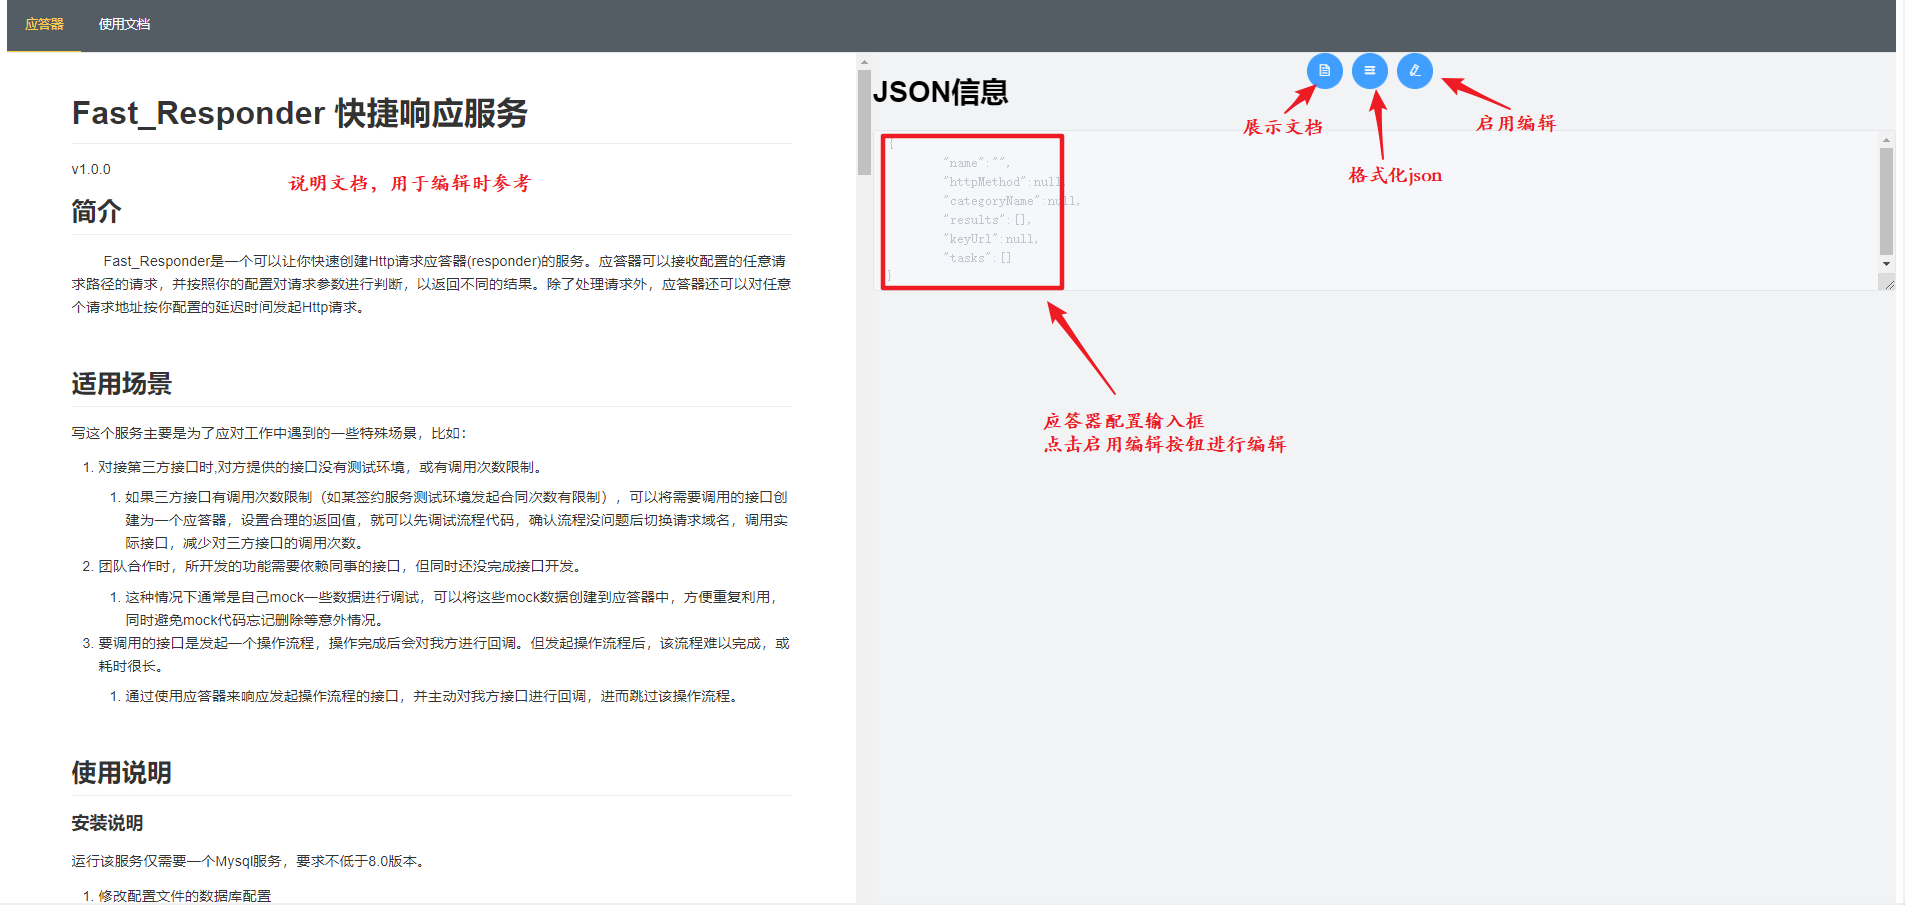 应答器 使用文档
Fast_Responder 快捷响应服务
v1.0.0
说明文档，用于编辑时参考
简介
Fast_Responder是一个可以让你快速创建Http请求应答器(responder)的服务。应答器可以接收配置的任意请
求路径的请求，并按照你的配置对请求参数进行判断，以返回不同的结果。除了处理请求外，应答器还可以对任意
个请求地址按你配置的延迟时间发起Http请求。
适用场景
写这个服务主要是为了应对工作中遇到的一些特殊场景，比如：
1. 对接第三方接口时,对方提供的接口没有测试环境，或有调用次数限制。
1. 如果三方接口有调用次数限制（如某签约服务测试环境发起合同次数有限制），可以将需要调用的接口创
建为一个应答器，设置合理的返回值，就可以先调试流程代码，确认流程没问题后切换请求域名，调用实
际接口，减少对三方接口的调用次数。
2. 团队合作时，所开发的功能需要依赖同事的接口，但同时还没完成接口开发。
1. 这种情况下通常是自己mock一些数据进行调试，可以将这些mock数据创建到应答器中，方便重复利用，
同时避免mock代码忘记删除等意外情况。
3. 要调用的接口是发起一个操作流程，操作完成后会对我方进行回调。但发起操作流程后，该流程难以完成，或
耗时很长。
1. 通过使用应答器来响应发起操作流程的接口，并主动对我方接口进行回调，进而跳过该操作流程。
使用说明
安装说明
运行该服务仅需要一个Mysql服务，要求不低于8.0版本。
1. 修改配置文件的数据库配置
JSON信息
展示文档
格式化json
启用编辑
{
"name":"",
"httpMethod":null,
"categoryName":null,
"results":[],
"keyUrl":null,
"tasks":[]
}
应答器配置输入框
点击启用编辑按钮进行编辑